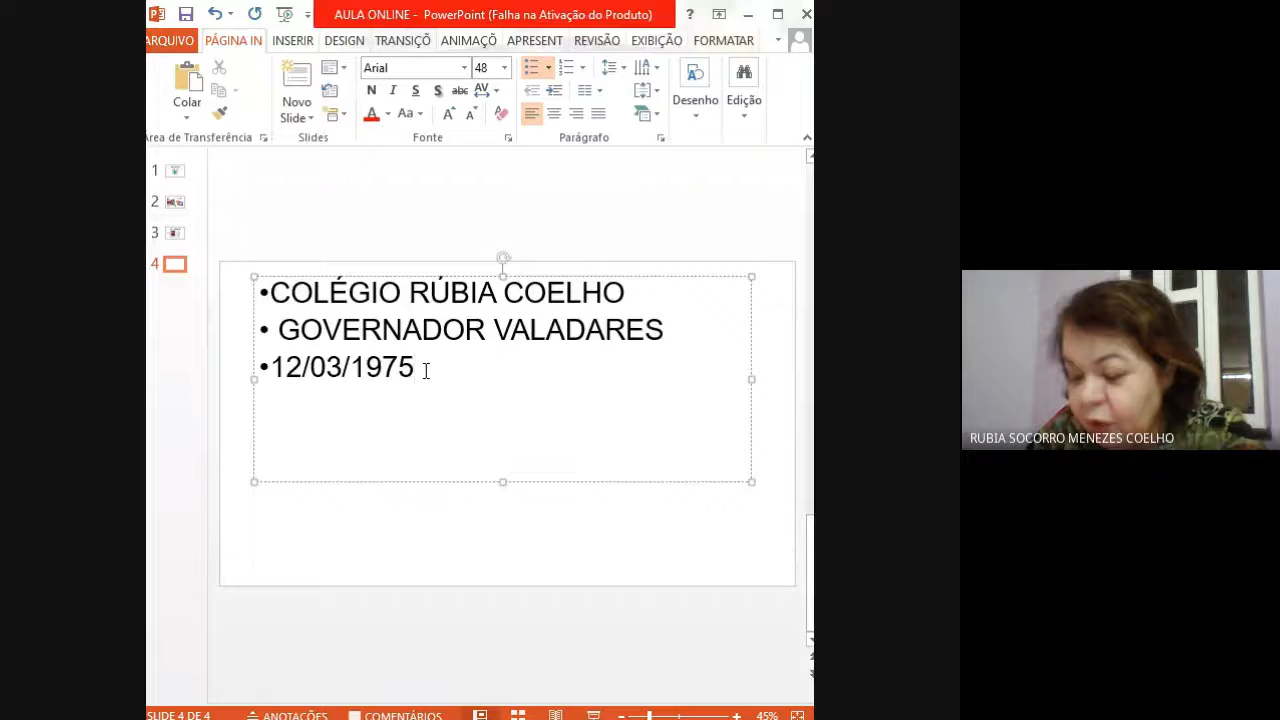 AULA ONLINE - PowerPoint (Falha na Ativação do Produto)
ARQUIVO PÁGINA IN INSERIR DESIGN TRANSIÇÕ ANIMAÇÕ APRESENT REVISÃO EXIBIÇÃO FORMATAR
Arial 48
Colar Novo Slide N I S S abc AV Aa A A A Desenho Edição
Área de Transferência Slides Fonte Parágrafo
1
2
3
4
•COLÉGIO RÚBIA COELHO
• GOVERNADOR VALADARES
•12/03/1975
RUBIA SOCORRO MENEZES COELHO
SLIDE 4 DE 4 ANOTAÇÕES COMENTÁRIOS 45%